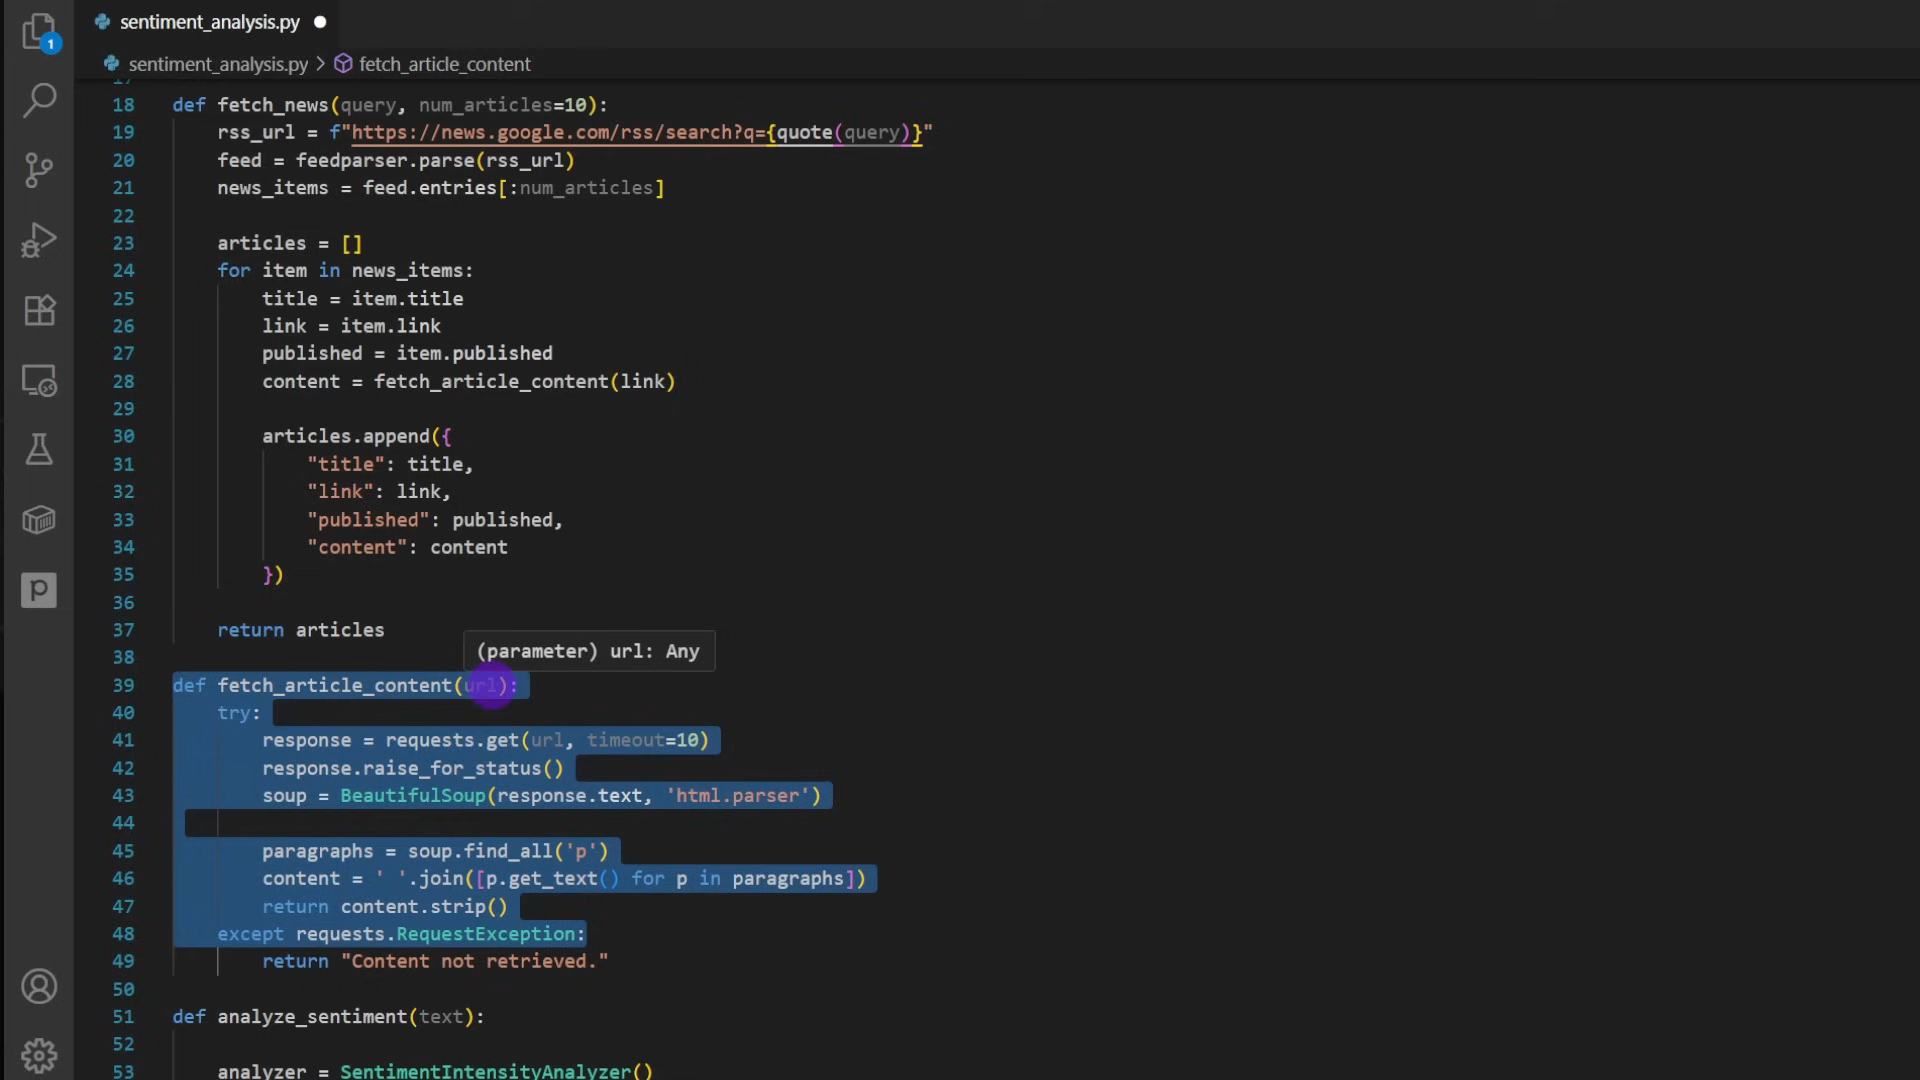 sentiment_analysis.py
1
sentiment_analysis.py > fetch_article_content
17
18 def fetch_news(query, num_articles=10):
19     rss_url = f"https://news.google.com/rss/search?q={quote(query)}"
20     feed = feedparser.parse(rss_url)
21     news_items = feed.entries[:num_articles]
22
23     articles = []
24     for item in news_items:
25         title = item.title
26         link = item.link
27         published = item.published
28         content = fetch_article_content(link)
29
30         articles.append({
31             "title": title,
32             "link": link,
33             "published": published,
34             "content": content
35         })
36
37     return articles
(parameter) url: Any
38
39 def fetch_article_content(url):
40     try:
41         response = requests.get(url, timeout=10)
42         response.raise_for_status()
43         soup = BeautifulSoup(response.text, 'html.parser')
44
45         paragraphs = soup.find_all('p')
46         content = ' '.join([p.get_text() for p in paragraphs])
47         return content.strip()
48     except requests.RequestException:
49         return "Content not retrieved."
50
51 def analyze_sentiment(text):
52
53     analyzer = SentimentIntensityAnalyzer()
p